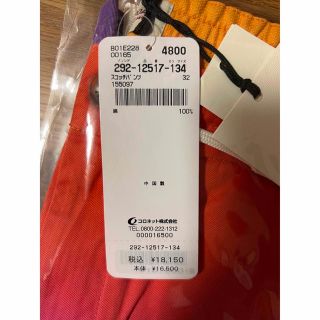 B01E228 4800
00165
292-12517-134
スコッチパンツ 32
155097
綿 100%
中国製
コロネット株式会社
TEL.0800-222-1312
000016500
292-12517-134
税込 ¥18,150
本体 ¥16,500